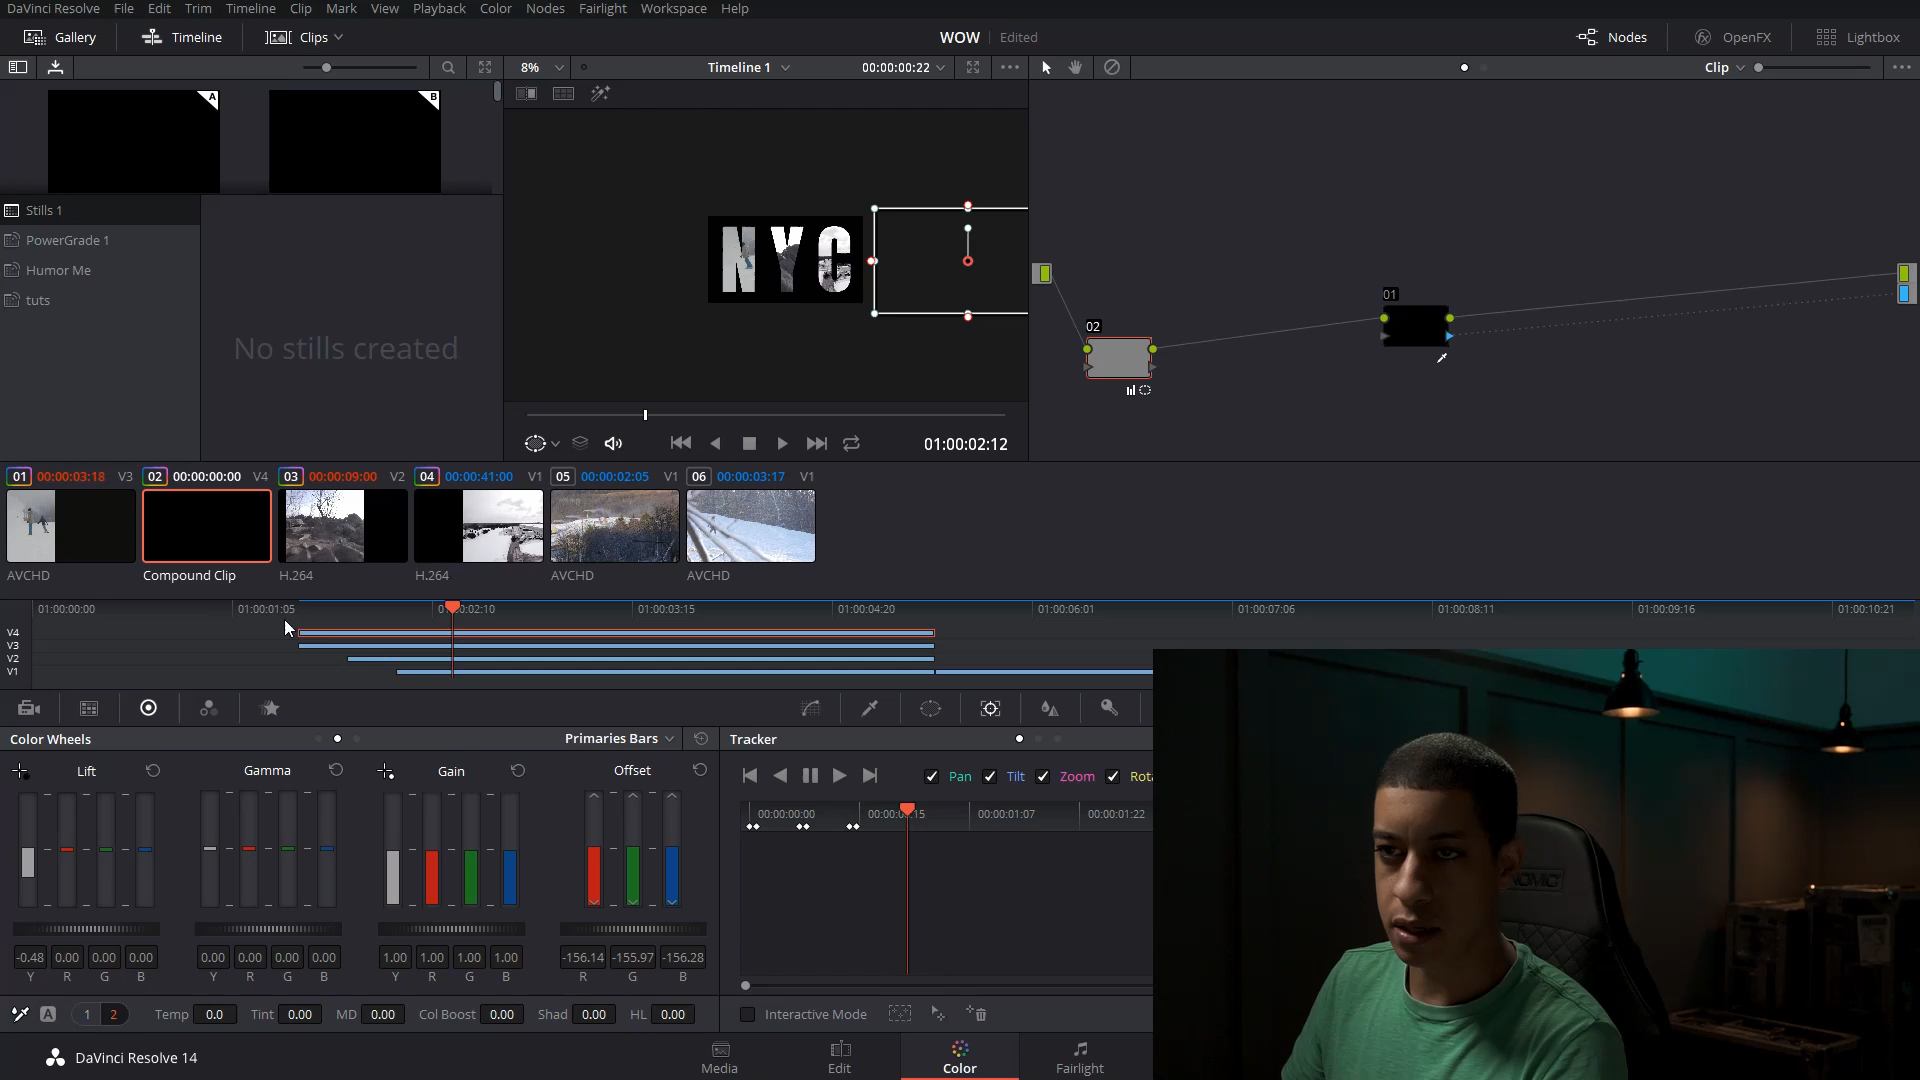 DaVinci Resolve File Edit Trim Timeline Clip Mark View Playback Color Nodes Fairlight Workspace Help
Gallery Timeline Clips WOW Edited Nodes OpenFX Lightbox
8% Timeline 1 00:00:00:22 Clip
A B
Stills 1
PowerGrade 1
Humor Me
tuts
No stills created
NYC
02
01
01:00:02:12
01 00:00:03:18 V3 02 00:00:00:00 V4 03 00:00:09:00 V2 04 00:00:41:00 V1 05 00:00:02:05 V1 06 00:00:03:17 V1
AVCHD Compound Clip H.264 H.264 AVCHD AVCHD
01:00:00:00 01:00:01:05 01:00:02:10 01:00:03:15 01:00:04:20 01:00:06:01 01:00:07:06 01:00:08:11 01:00:09:16 01:00:10:21
V4
V3
V2
V1
Color Wheels Primaries Bars Tracker
Lift Gamma Gain Offset
Pan Tilt Zoom Rota
00:00:00:00 :15 00:00:01:07 00:00:01:22
-0.48 0.00 0.00 0.00 0.00 0.00 0.00 0.00 1.00 1.00 1.00 1.00 -156.14 -155.97 -156.28
Y R G B Y R G B Y R G B R G B
A 1 2 Temp 0.0 Tint 0.00 MD 0.00 Col Boost 0.00 Shad 0.00 HL 0.00 Interactive Mode
DaVinci Resolve 14 Media Edit Color Fairlight